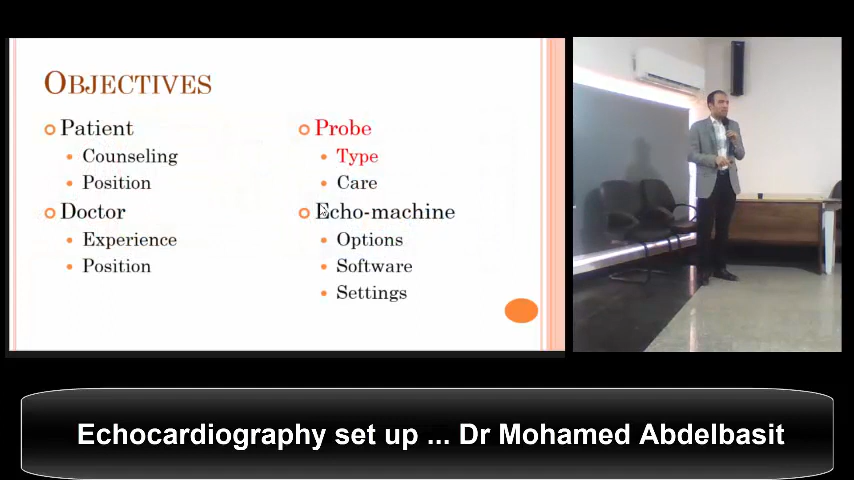 OBJECTIVES
Patient
Counseling
Position
Doctor
Experience
Position
Probe
Type
Care
Echo-machine
Options
Software
Settings
Echocardiography set up ... Dr Mohamed Abdelbasit